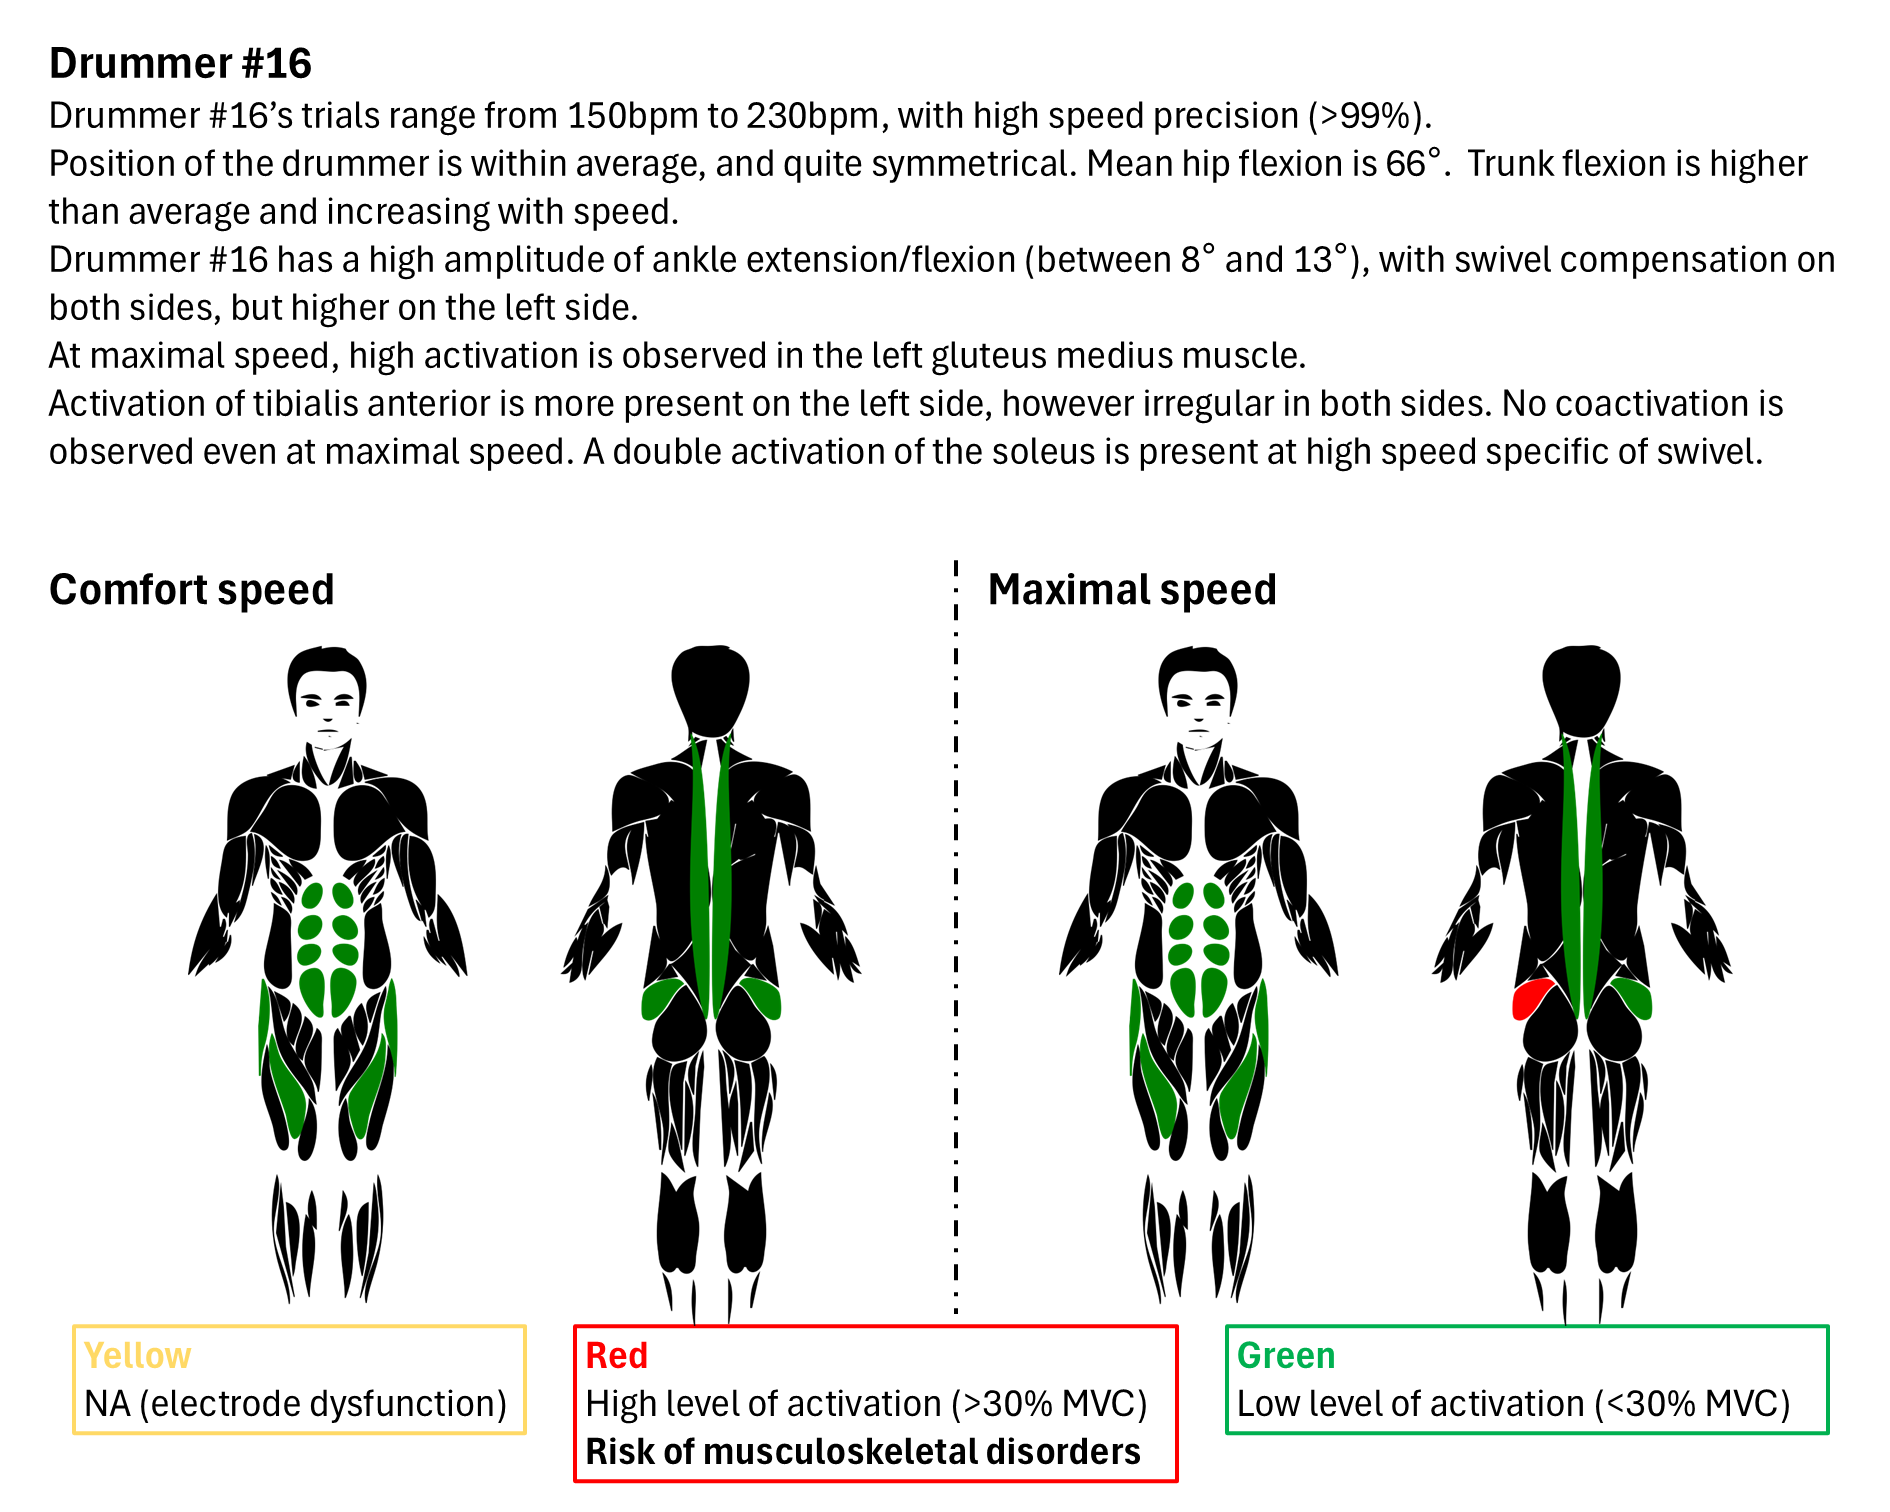 Drummer #16
Drummer #16’s trials range from 150bpm to 230bpm, with high speed precision (>99%).
Position of the drummer is within average, and quite symmetrical. Mean hip flexion is 66°.  Trunk flexion is higher
than average and increasing with speed.
Drummer #16 has a high amplitude of ankle extension/flexion (between 8° and 13°), with swivel compensation on
both sides, but higher on the left side.
At maximal speed, high activation is observed in the left gluteus medius muscle.
Activation of tibialis anterior is more present on the left side, however irregular in both sides. No coactivation is
observed even at maximal speed. A double activation of the soleus is present at high speed specific of swivel.
Comfort speed
Maximal speed
Yellow
NA (electrode dysfunction)
Red
High level of activation (>30% MVC)
Risk of musculoskeletal disorders
Green
Low level of activation (<30% MVC)